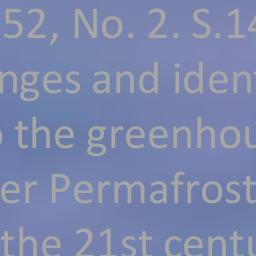 52, No. 2. S.14
nges and ident
the greenhou
er Permafrost
the 21st centu